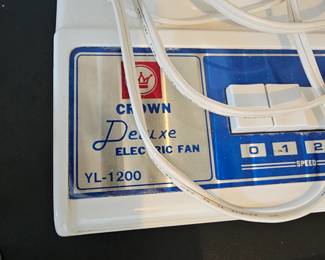 CROWN
Deluxe
ELECTRIC FAN
YL-1200
0 1 2
SPEED